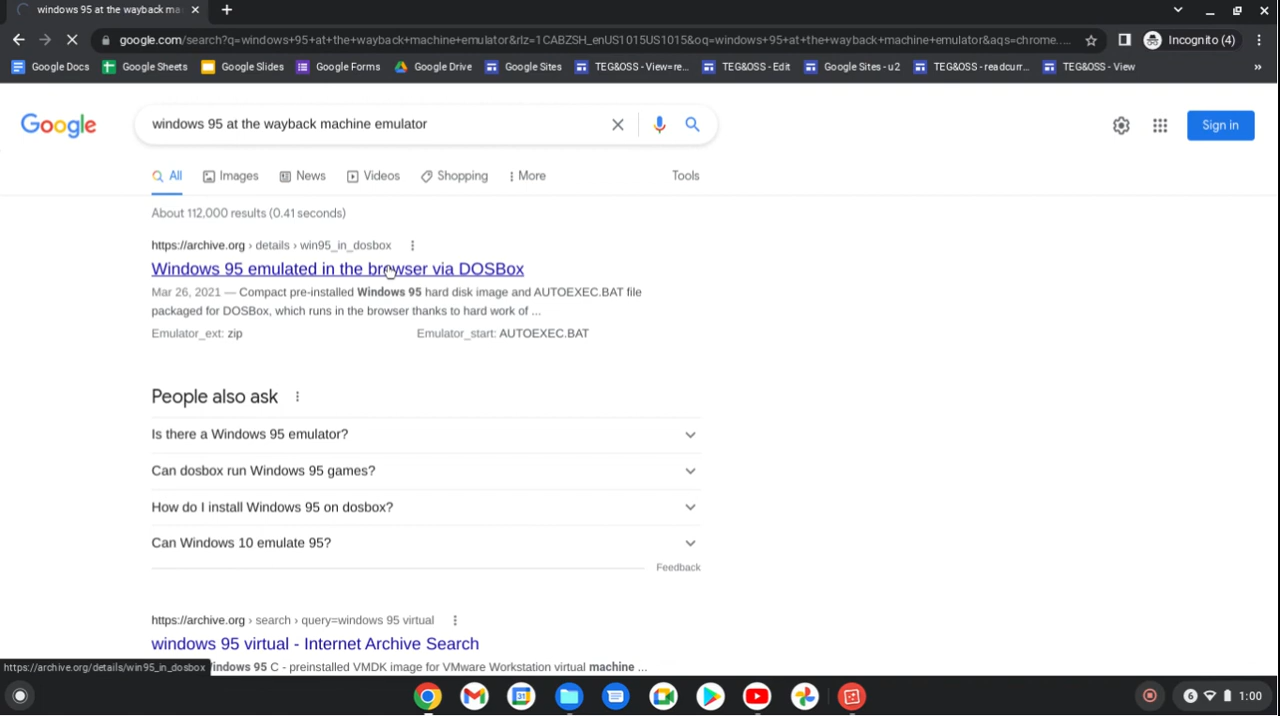 windows 95 at the wayback ma
google.com/search?q=windows+95+at+the+wayback+machine+emulator&rlz=1CABZSH_enUS1015US1015&oq=windows+95+at+the+wayback+machine+emulator&aqs=chrome....
Incognito (4)
Google Docs
Google Sheets
Google Slides
Google Forms
Google Drive
Google Sites
TEG&OSS - View=re...
TEG&OSS - Edit
Google Sites - u2
TEG&OSS - readcurr...
TEG&OSS - View
»
Google
windows 95 at the wayback machine emulator
Sign in
All
Images
News
Videos
Shopping
More
Tools
About 112,000 results (0.41 seconds)
https://archive.org › details › win95_in_dosbox
Windows 95 emulated in the browser via DOSBox
Mar 26, 2021 — Compact pre-installed Windows 95 hard disk image and AUTOEXEC.BAT file
packaged for DOSBox, which runs in the browser thanks to hard work of ...
Emulator_ext: zip
Emulator_start: AUTOEXEC.BAT
People also ask
Is there a Windows 95 emulator?
Can dosbox run Windows 95 games?
How do I install Windows 95 on dosbox?
Can Windows 10 emulate 95?
Feedback
https://archive.org › search › query=windows 95 virtual
windows 95 virtual - Internet Archive Search
https://archive.org/details/win95_in_dosbox
indows 95 C - preinstalled VMDK image for VMware Workstation virtual machine ...
31
6
1:00